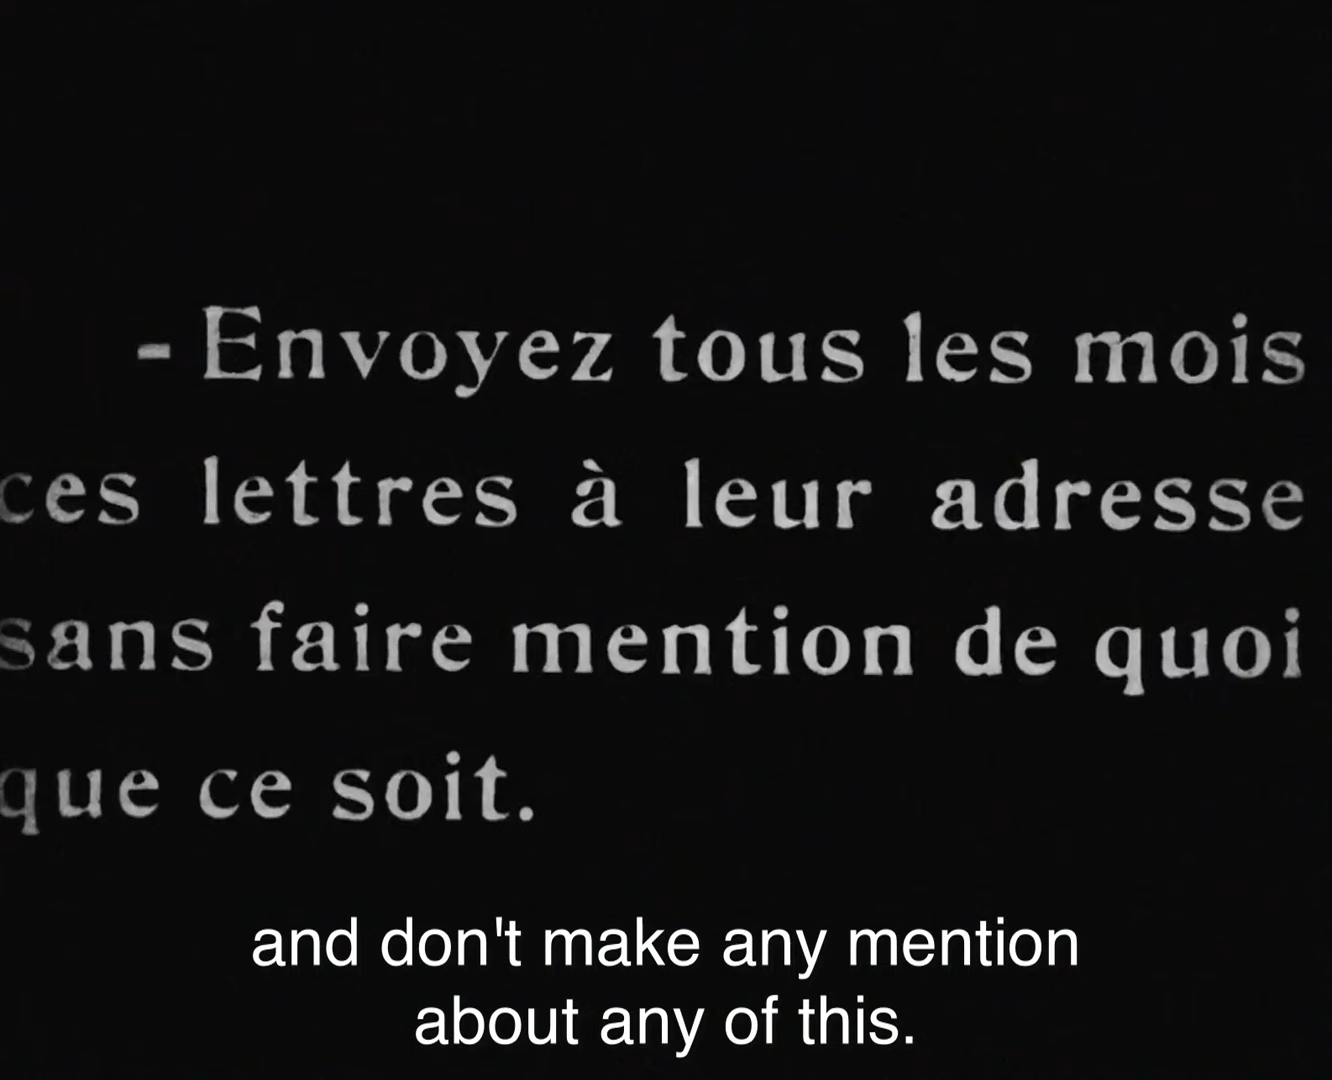 - Envoyez tous les mois
ces lettres à leur adresse
sans faire mention de quoi
que ce soit.
and don't make any mention
about any of this.